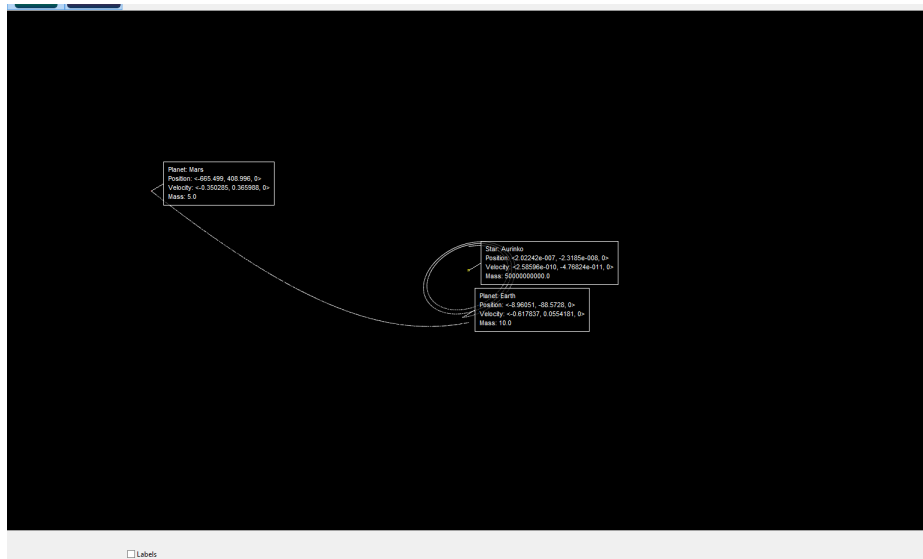 Planet: Mars
Position: <-665.499, 408.996, 0>
Velocity: <-0.350285, 0.365988, 0>
Mass: 5.0
Star: Aurinko
Position: <2.02242e-007, -2.3185e-008, 0>
Velocity: <2.58596e-010, -4.76824e-011, 0>
Mass: 50000000000.0
Planet: Earth
Position: <-8.96051, -88.5728, 0>
Velocity: <-0.617837, 0.0554181, 0>
Mass: 10.0
Labels